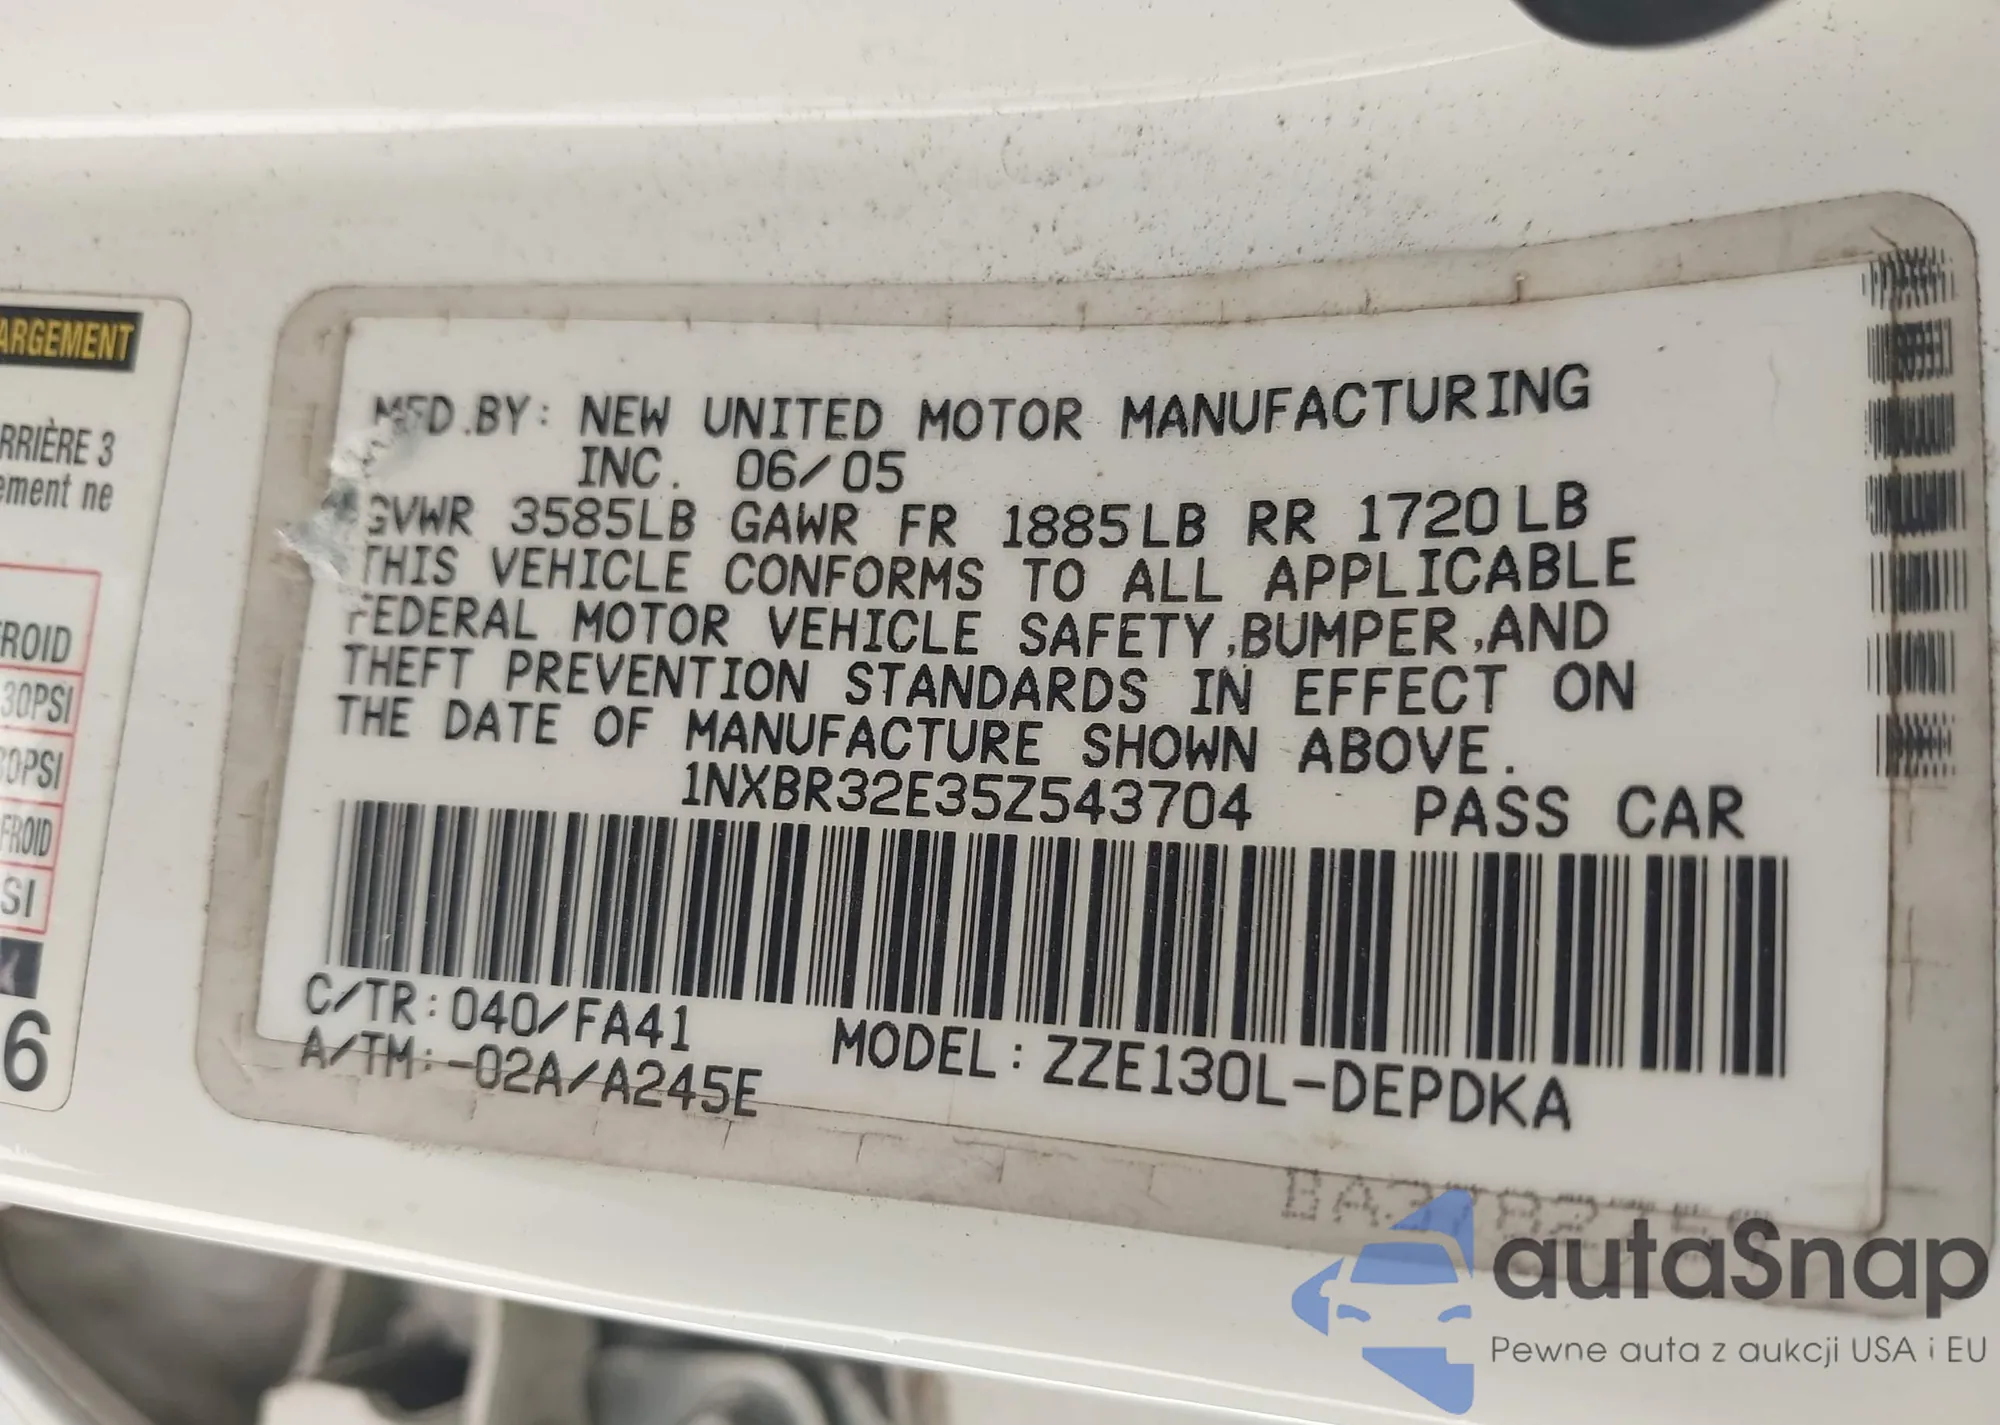 ARGEMENT
RRIÈRE 3
ement ne
FROID
30PSI
30PSI
FROID
SI
6
MFD.BY: NEW UNITED MOTOR MANUFACTURING
INC. 06/05
GVWR 3585LB GAWR FR 1885LB RR 1720LB
THIS VEHICLE CONFORMS TO ALL APPLICABLE
FEDERAL MOTOR VEHICLE SAFETY,BUMPER,AND
THEFT PREVENTION STANDARDS IN EFFECT ON
THE DATE OF MANUFACTURE SHOWN ABOVE.
1NXBR32E35Z543704 PASS CAR
C/TR:040/FA41
A/TM:-02A/A245E
MODEL:ZZE130L-DEPDKA
autaSnap
Pewne auta z aukcji USA i EU